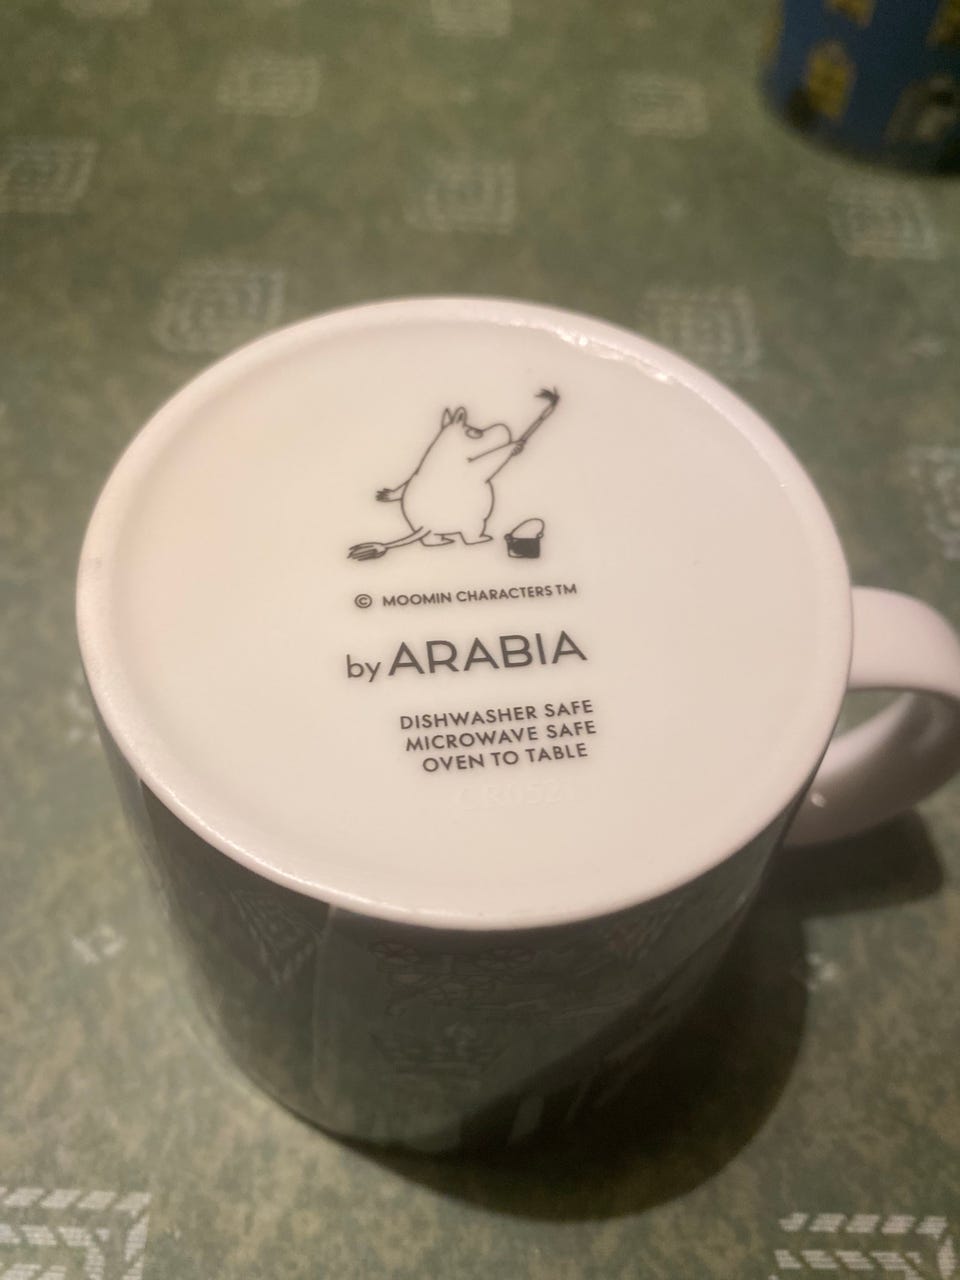 © MOOMIN CHARACTERS TM
by ARABIA
DISHWASHER SAFE
MICROWAVE SAFE
OVEN TO TABLE